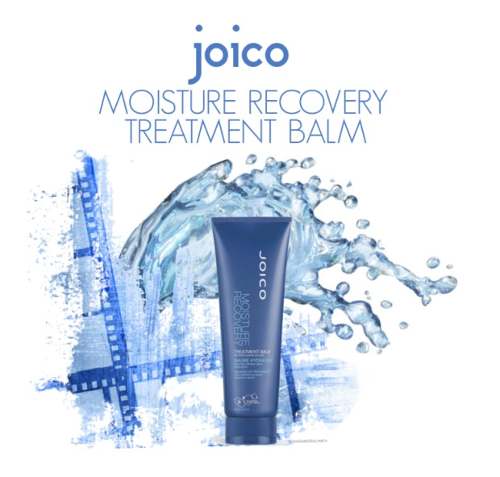 joico
MOISTURE RECOVERY
TREATMENT BALM
JOICO
MOISTURE
RECOVERY
TREATMENT BALM